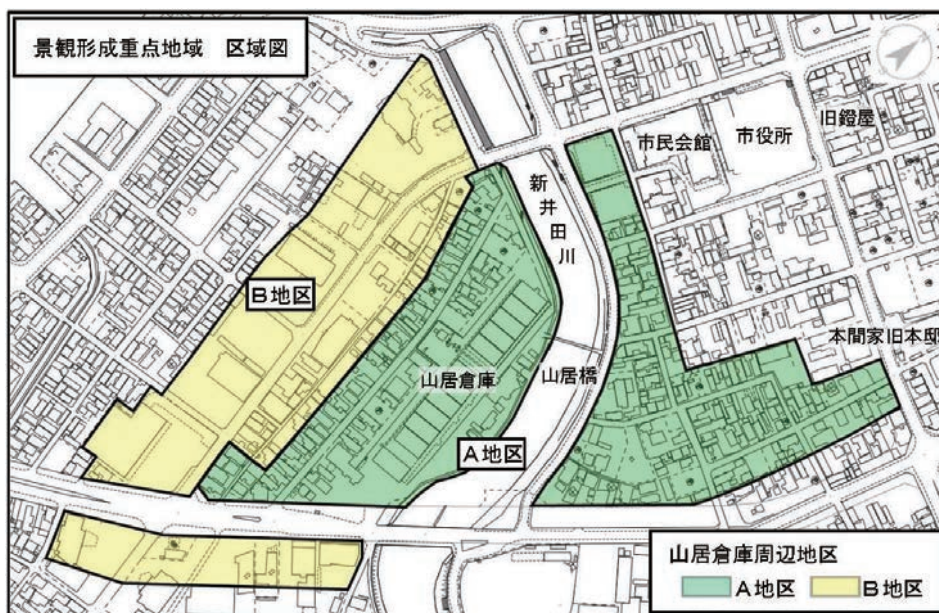 景観形成重点地域 区域図
旧鐙屋
市役所
市民会館
新井田川
B地区
本間家旧本邸
山居倉庫
山居橋
A地区
山居倉庫周辺地区
A地区 B地区